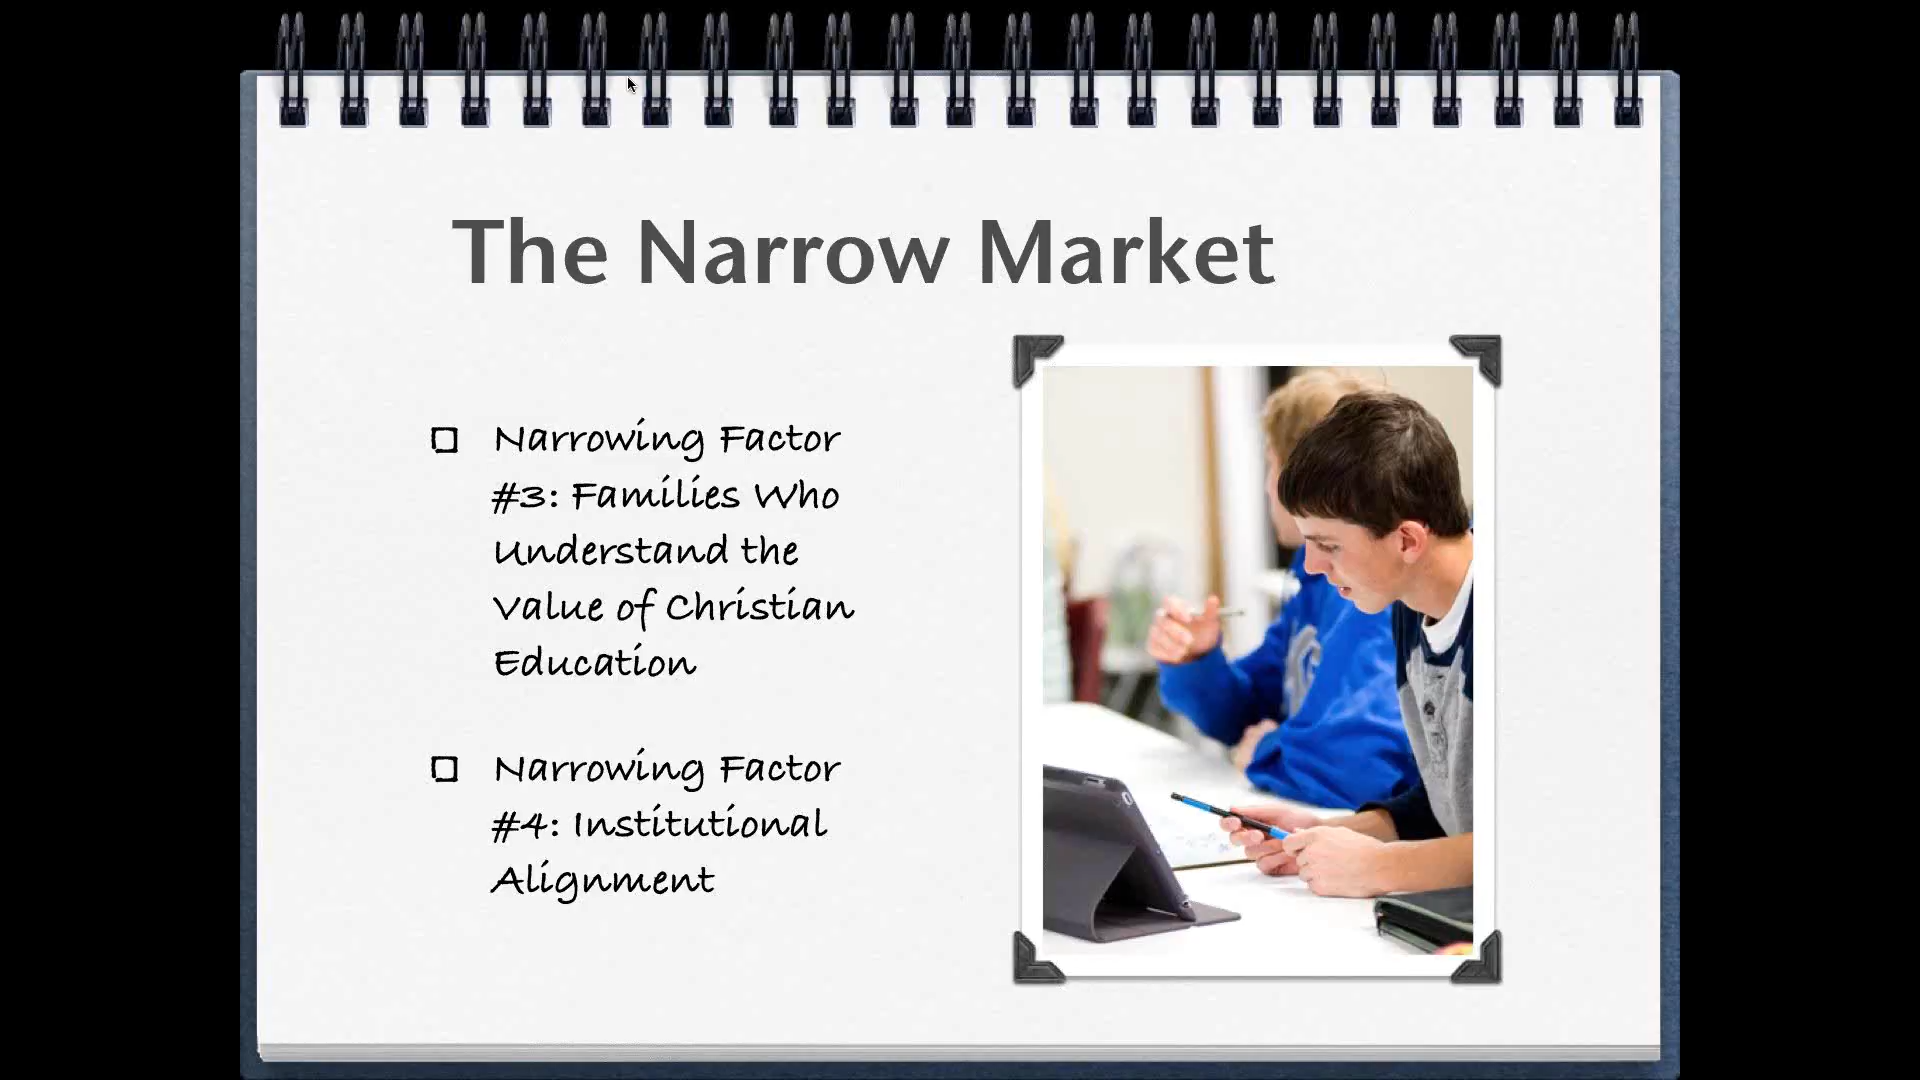 The Narrow Market
Narrowing Factor
#3: Families Who
Understand the
Value of Christian
Education
Narrowing Factor
#4: Institutional
Alignment